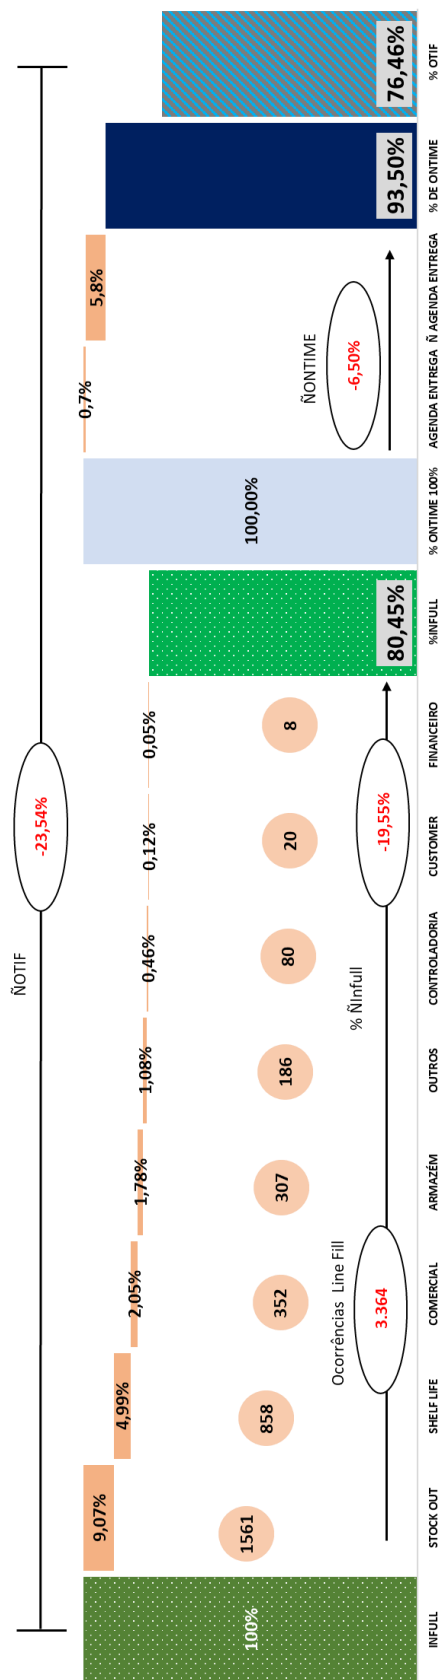 ÑOTIF
-23,54%
100%
9,07%
4,99%
2,05%
1,78%
1,08%
0,46%
0,12%
0,05%
80,45%
100,00%
0,7%
5,8%
93,50%
76,46%
1561
858
352
307
186
80
20
8
Ocorrências Line Fill
3.364
% ÑInfull
-19,55%
ÑONTIME
-6,50%
INFULL
STOCK OUT
SHELF LIFE
COMERCIAL
ARMAZÉM
OUTROS
CONTROLADORIA
CUSTOMER
FINANCEIRO
%INFULL
% ONTIME 100%
AGENDA ENTREGA
Ñ AGENDA ENTREGA
% DE ONTIME
% OTIF